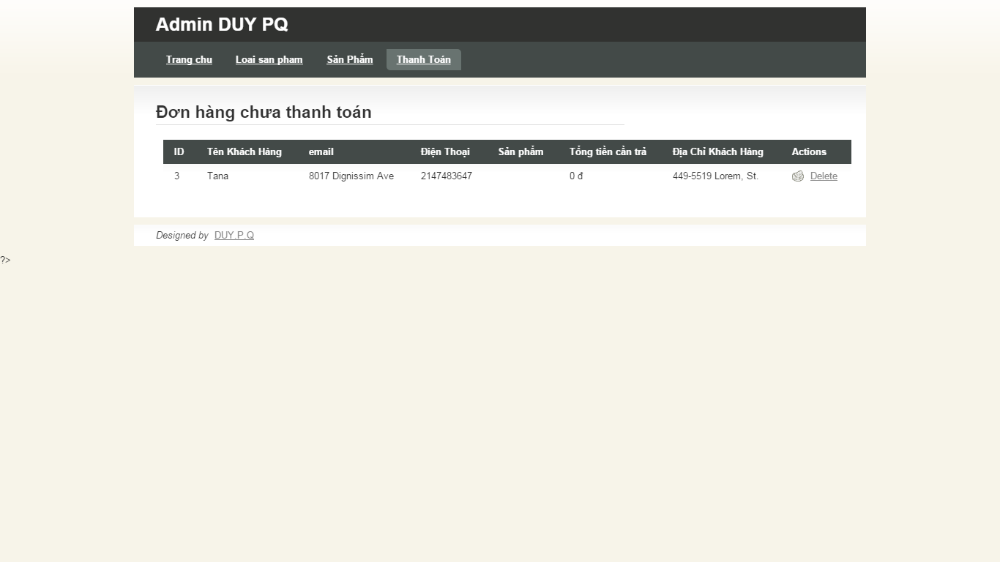 Admin DUY PQ
Trang chu Loai san pham Sản Phẩm Thanh Toán
Đơn hàng chưa thanh toán
ID Tên Khách Hàng email Điện Thoại Sản phẩm Tổng tiền cần trả Địa Chỉ Khách Hàng Actions
3 Tana 8017 Dignissim Ave 2147483647 0 đ 449-5519 Lorem, St. Delete
Designed by DUY.P.Q
?>